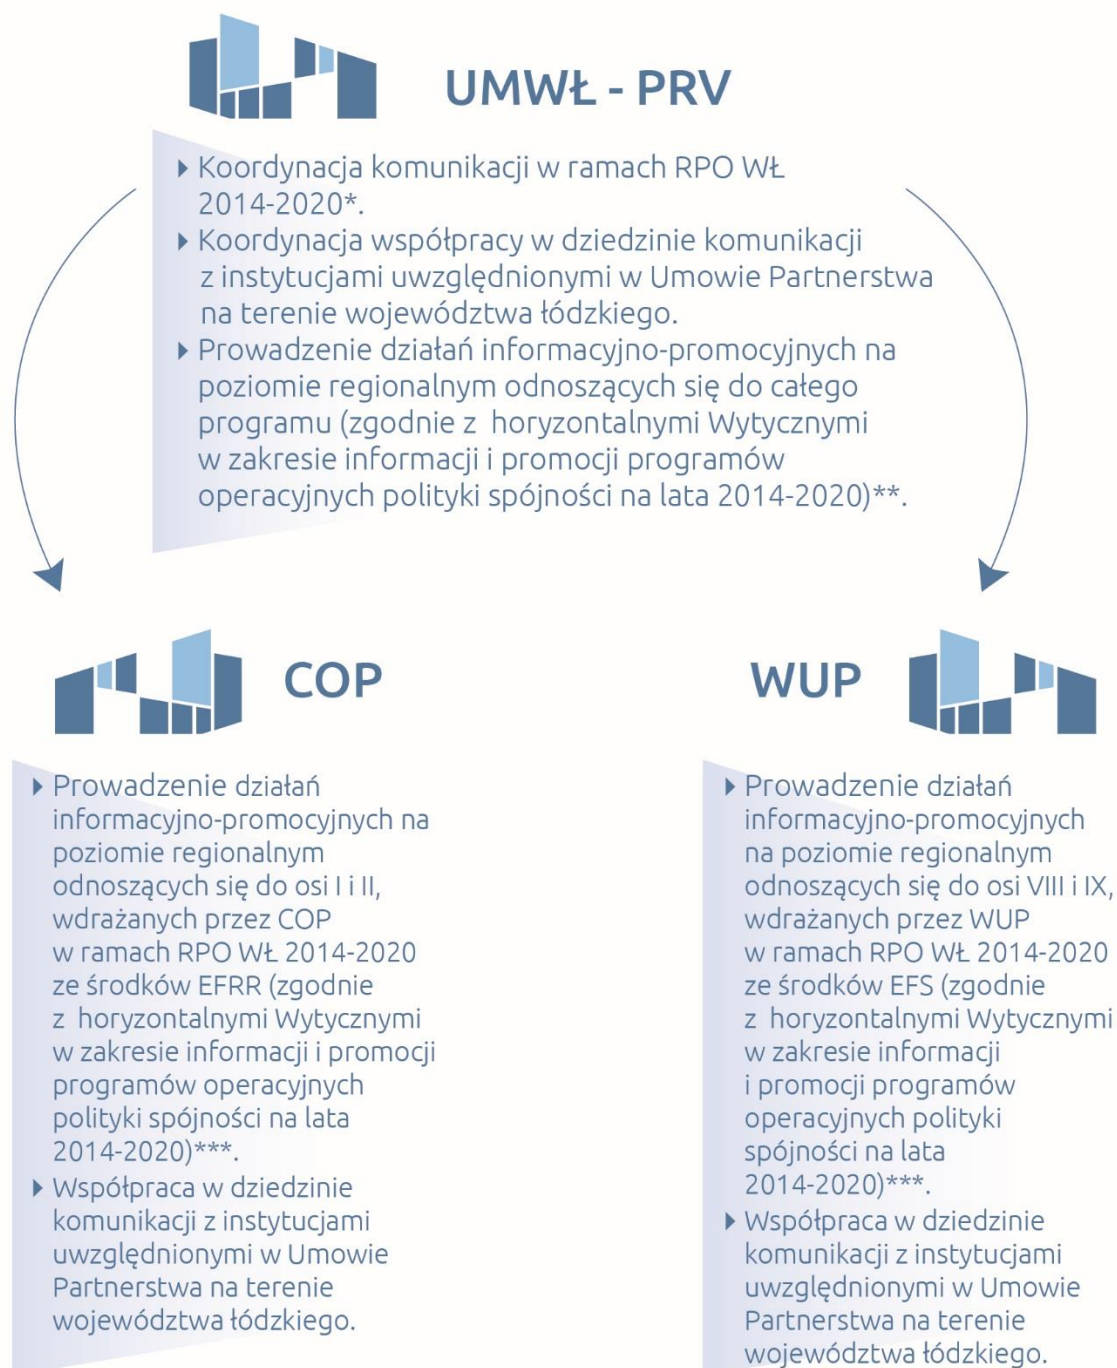 UMWŁ - PRV
Koordynacja komunikacji w ramach RPO WŁ
2014-2020*.
Koordynacja współpracy w dziedzinie komunikacji
z instytucjami uwzględnionymi w Umowie Partnerstwa
na terenie województwa łódzkiego.
Prowadzenie działań informacyjno-promocyjnych na
poziomie regionalnym odnoszących się do całego
programu (zgodnie z horyzontalnymi Wytycznymi
w zakresie informacji i promocji programów
operacyjnych polityki spójności na lata 2014-2020)**.
COP
Prowadzenie działań
informacyjno-promocyjnych na
poziomie regionalnym
odnoszących się do osi I i II,
wdrażanych przez COP
w ramach RPO WŁ 2014-2020
ze środków EFRR (zgodnie
z horyzontalnymi Wytycznymi
w zakresie informacji i promocji
programów operacyjnych
polityki spójności na lata
2014-2020)***.
Współpraca w dziedzinie
komunikacji z instytucjami
uwzględnionymi w Umowie
Partnerstwa na terenie
województwa łódzkiego.
WUP
Prowadzenie działań
informacyjno-promocyjnych
na poziomie regionalnym
odnoszących się do osi VIII i IX,
wdrażanych przez WUP
w ramach RPO WŁ 2014-2020
ze środków EFS (zgodnie
z horyzontalnymi Wytycznymi
w zakresie informacji
i promocji programów
operacyjnych polityki
spójności na lata
2014-2020)***.
Współpraca w dziedzinie
komunikacji z instytucjami
uwzględnionymi w Umowie
Partnerstwa na terenie
województwa łódzkiego.